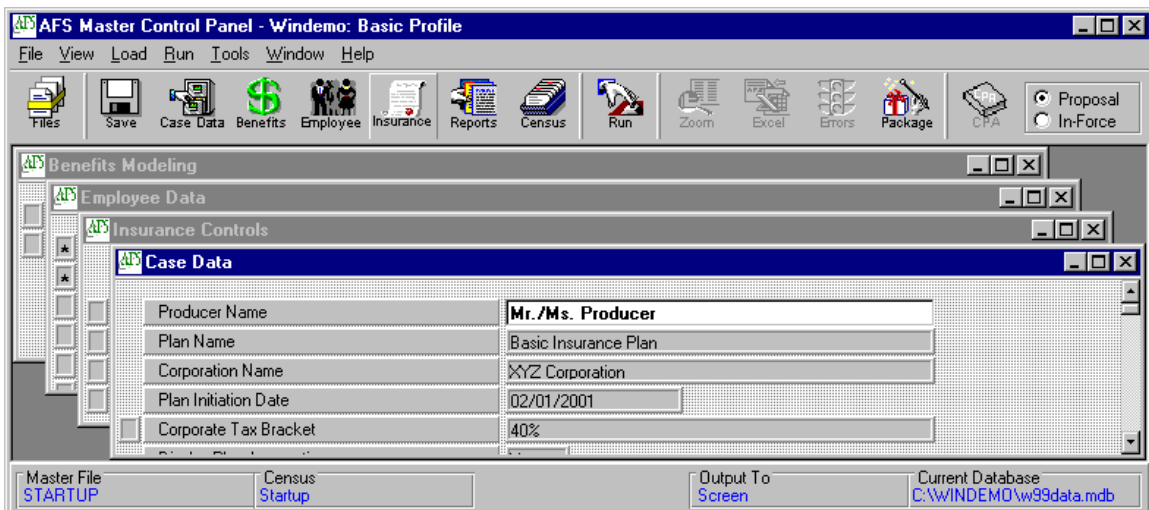 AFS Master Control Panel - Windemo: Basic Profile
File View Load Run Tools Window Help
Files Save Case Data Benefits Employee Insurance Reports Census Run Zoom Excel Errors Package CPA
Proposal
In-Force
AFS Benefits Modeling
AFS Employee Data
AFS Insurance Controls
AFS Case Data
Producer Name Mr./Ms. Producer
Plan Name Basic Insurance Plan
Corporation Name XYZ Corporation
Plan Initiation Date 02/01/2001
Corporate Tax Bracket 40%
Master File Census Output To Current Database
STARTUP Startup Screen C:\WINDEMO\w99data.mdb